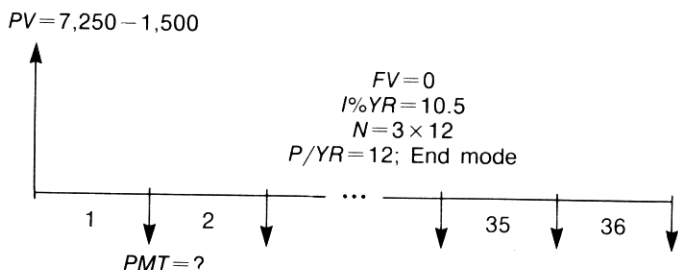 PV=7,250−1,500
FV=0
I%YR=10.5
N=3×12
P/YR=12; End mode
1 2 ... 35 36
PMT=?